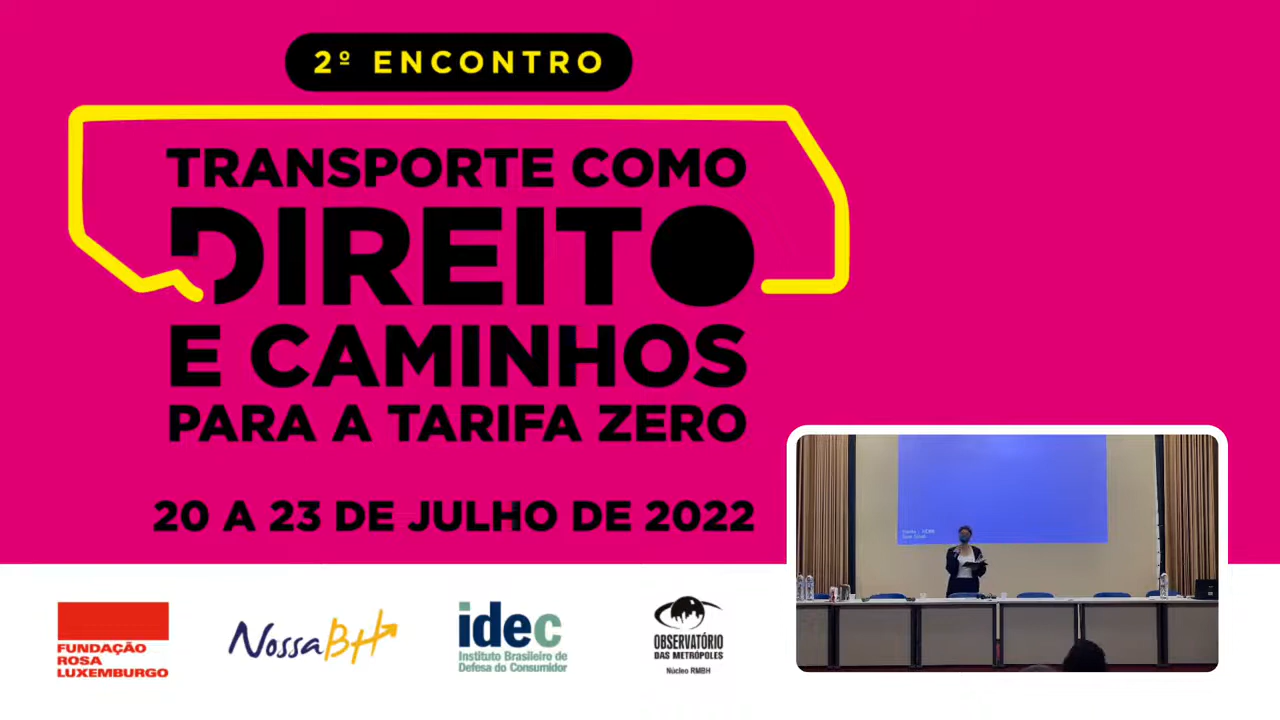 2º ENCONTRO
TRANSPORTE COMO
DIREITO
E CAMINHOS
PARA A TARIFA ZERO
20 A 23 DE JULHO DE 2022
FUNDAÇÃO
ROSA
LUXEMBURGO
NossaBH
idec
Instituto Brasileiro de
Defesa do Consumidor
OBSERVATÓRIO
DAS METRÓPOLES
Núcleo RMBH